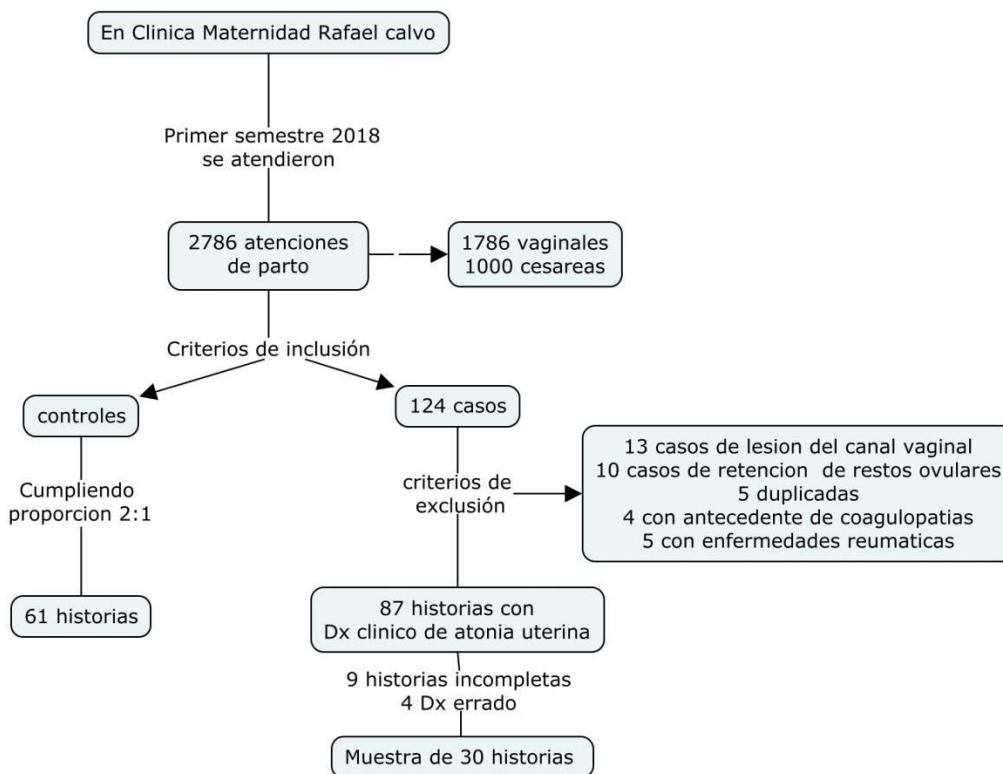 En Clinica Maternidad Rafael calvo
Primer semestre 2018
se atendieron
2786 atenciones
de parto
1786 vaginales
1000 cesareas
Criterios de inclusión
controles
124 casos
Cumpliendo
proporcion 2:1
criterios de
exclusión
13 casos de lesion del canal vaginal
10 casos de retencion de restos ovulares
5 duplicadas
4 con antecedente de coagulopatias
5 con enfermedades reumaticas
61 historias
87 historias con
Dx clinico de atonia uterina
9 historias incompletas
4 Dx errado
Muestra de 30 historias